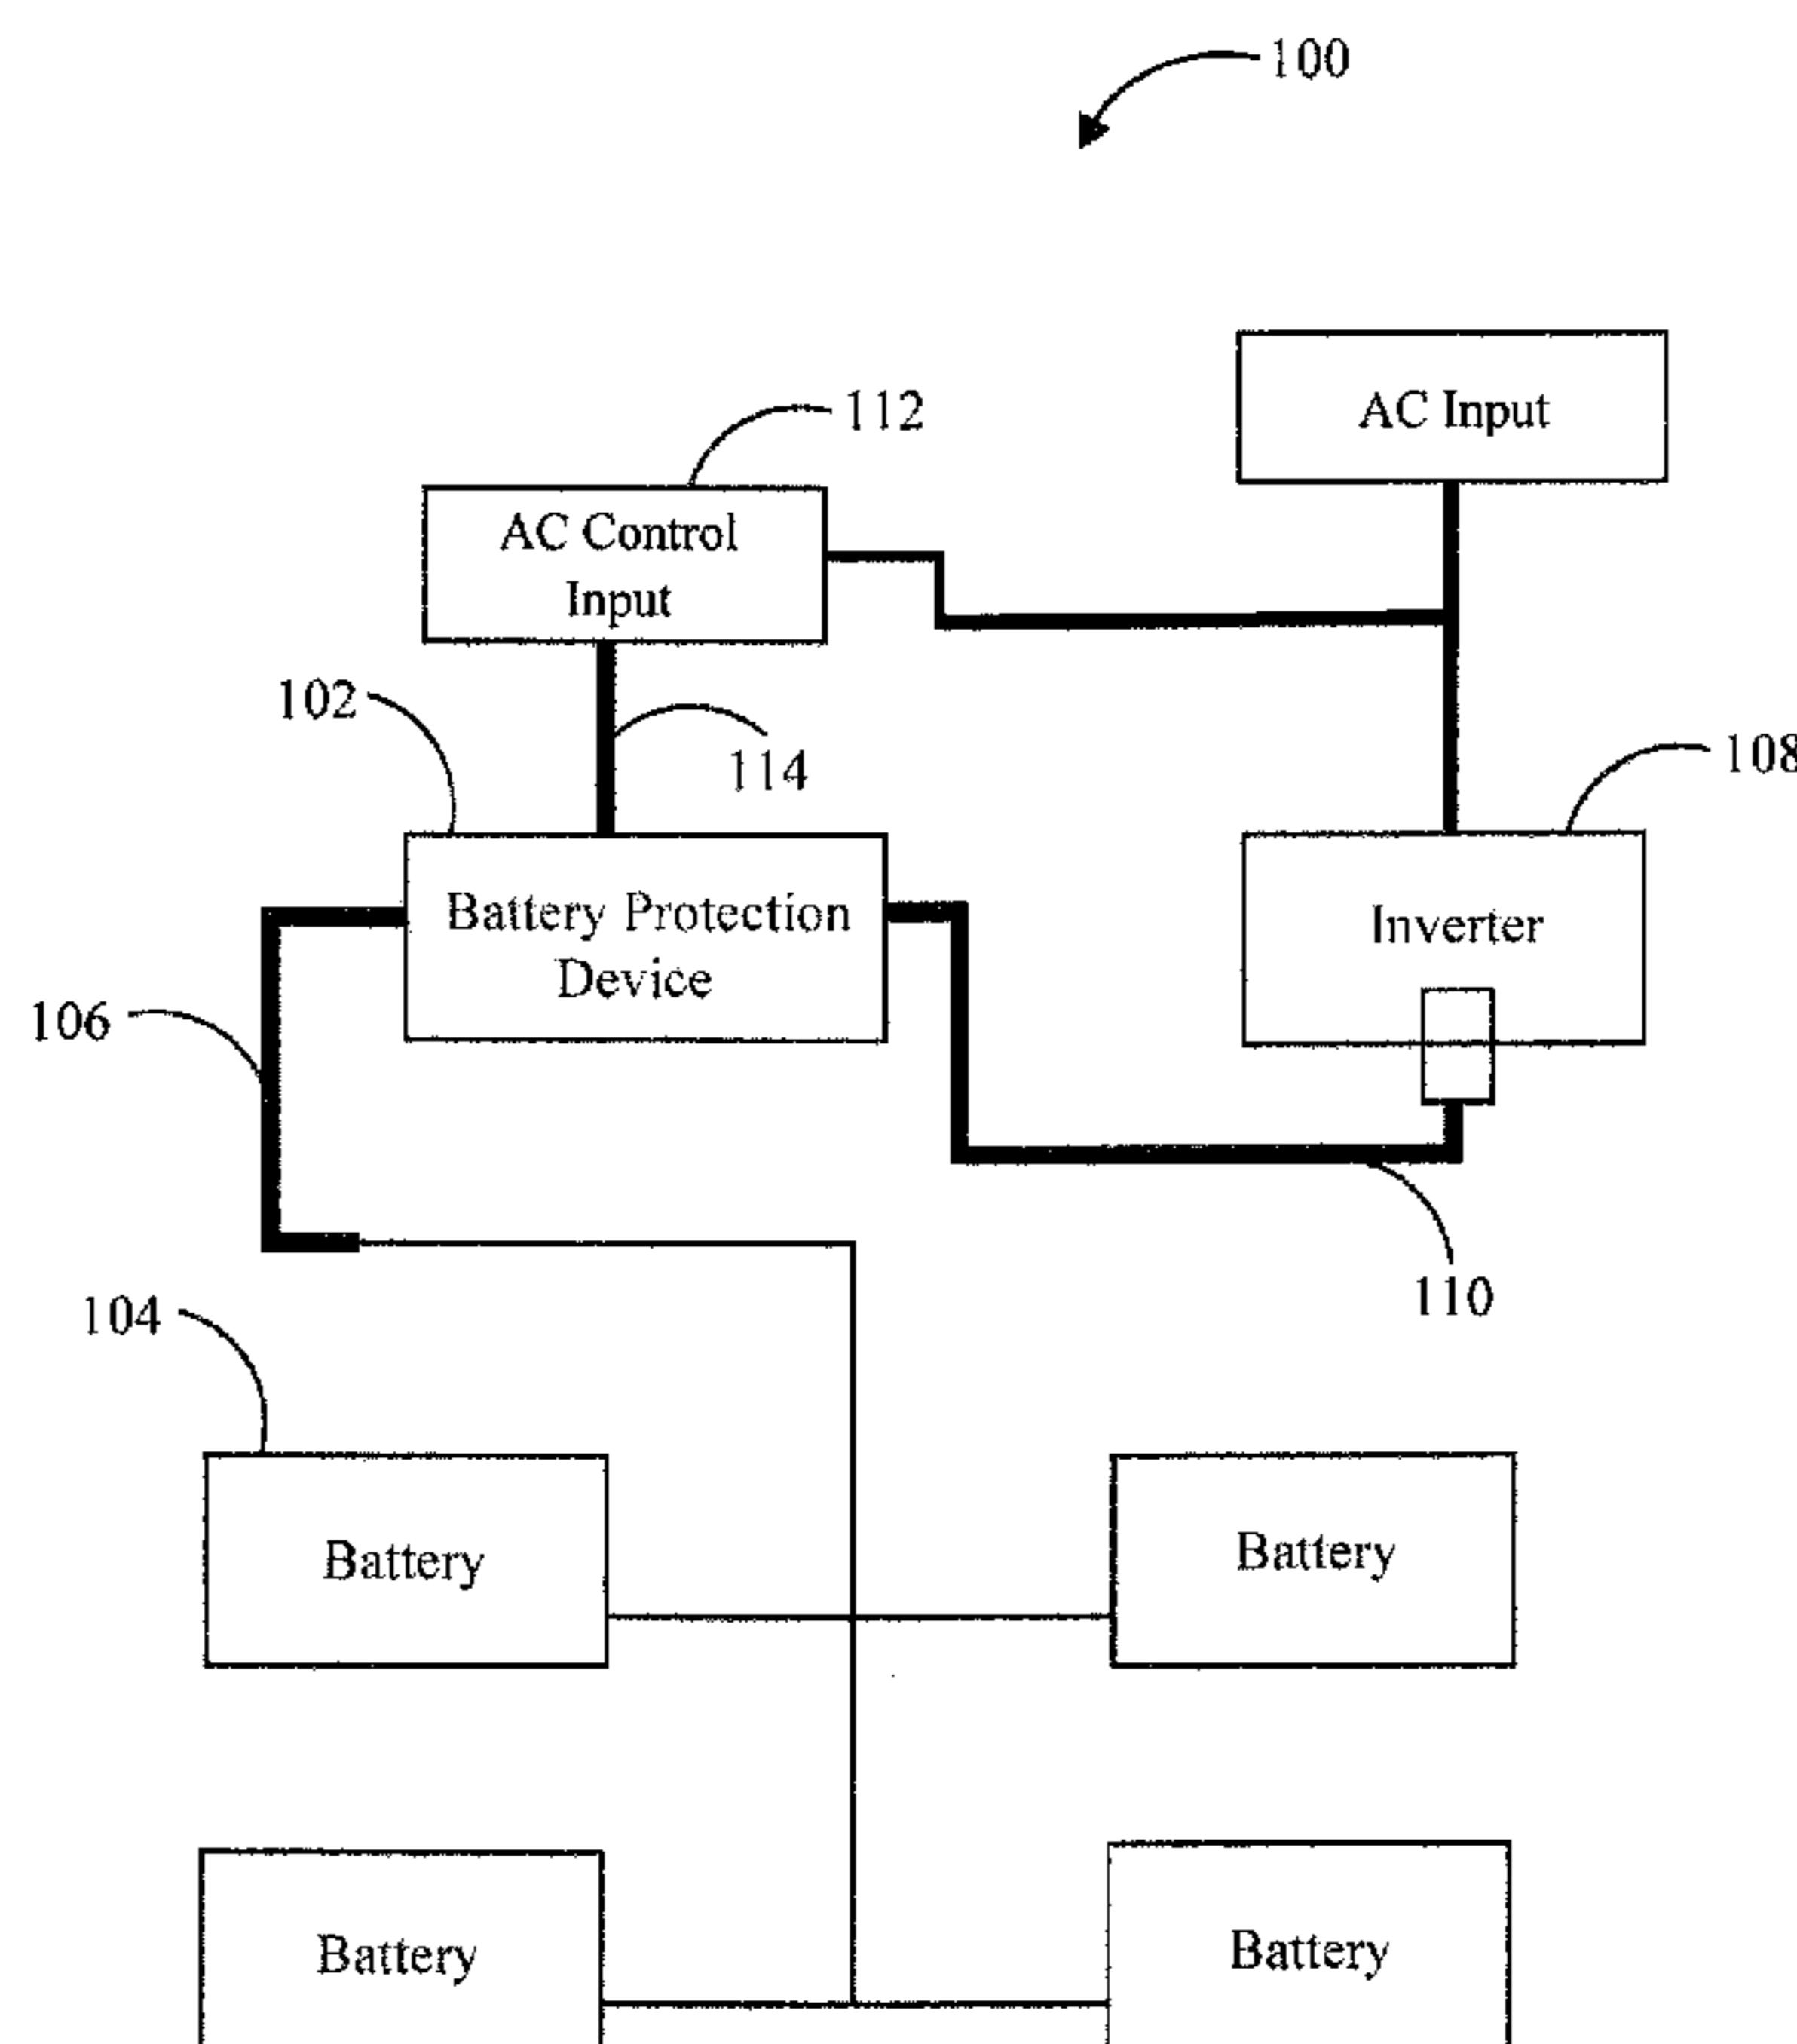 100
AC Input
112
AC Control
Input
102
114
108
Battery Protection
Device
Inverter
106
110
104
Battery
Battery
Battery
Battery